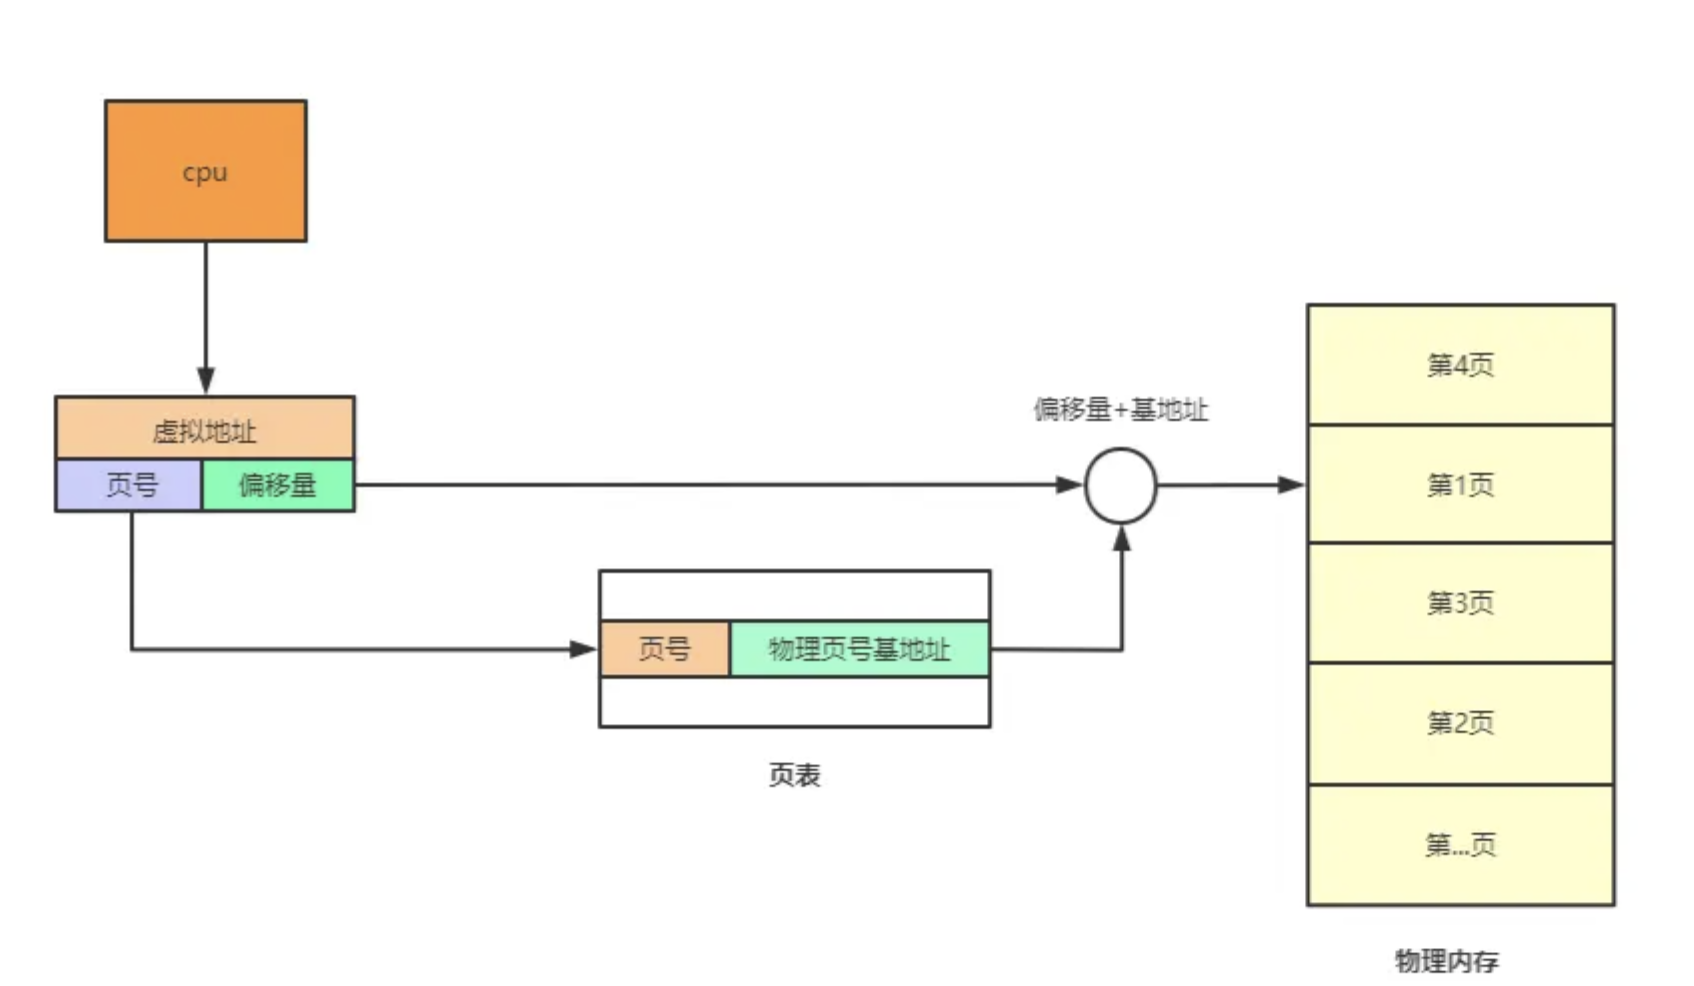 cpu
虚拟地址
页号
偏移量
偏移量+基地址
页号
物理页号基地址
页表
第4页
第1页
第3页
第2页
第...页
物理内存